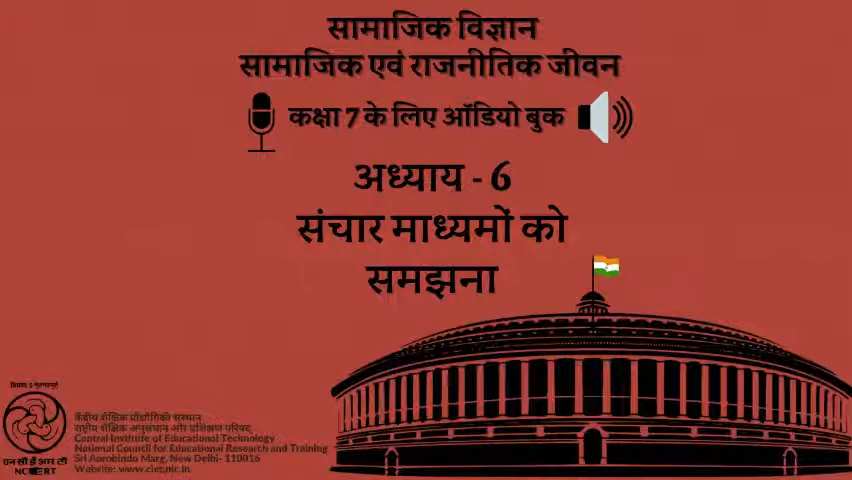 सामाजिक विज्ञान
सामाजिक एवं राजनीतिक जीवन
कक्षा 7 के लिए ऑडियो बुक
अध्याय - 6
संचार माध्यमों को
समझना
केंद्रीय शैक्षिक प्रौद्योगिकी संस्थान
राष्ट्रीय शैक्षिक अनुसंधान और प्रशिक्षण परिषद
Central Institute of Educational Technology
National Council for Educational Research and Training
Sri Aurobindo Marg, New Delhi- 110016
Website: www.ciet.nic.in
एन सी ई आर टी
NCERT